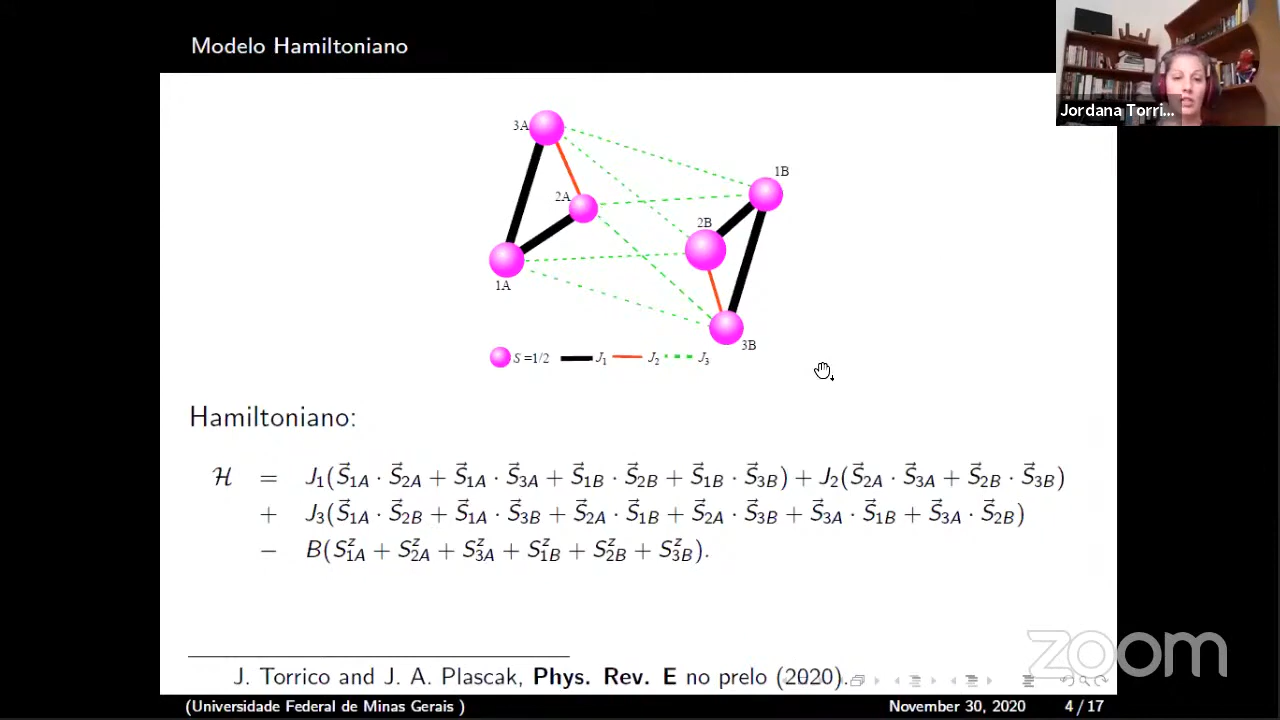 Modelo Hamiltoniano
Jordana Torri...
3A
1B
2A
2B
1A
3B
S =1/2 J₁ J₂ J₃
Hamiltoniano:
ℋ = J₁(S⃗₁A · S⃗₂A + S⃗₁A · S⃗₃A + S⃗₁B · S⃗₂B + S⃗₁B · S⃗₃B) + J₂(S⃗₂A · S⃗₃A + S⃗₂B · S⃗₃B)
+ J₃(S⃗₁A · S⃗₂B + S⃗₁A · S⃗₃B + S⃗₂A · S⃗₁B + S⃗₂A · S⃗₃B + S⃗₃A · S⃗₁B + S⃗₃A · S⃗₂B)
− B(Sᶻ₁A + Sᶻ₂A + Sᶻ₃A + Sᶻ₁B + Sᶻ₂B + Sᶻ₃B).
zoom
J. Torrico and J. A. Plascak, Phys. Rev. E no prelo (2020).
(Universidade Federal de Minas Gerais ) November 30, 2020 4 / 17